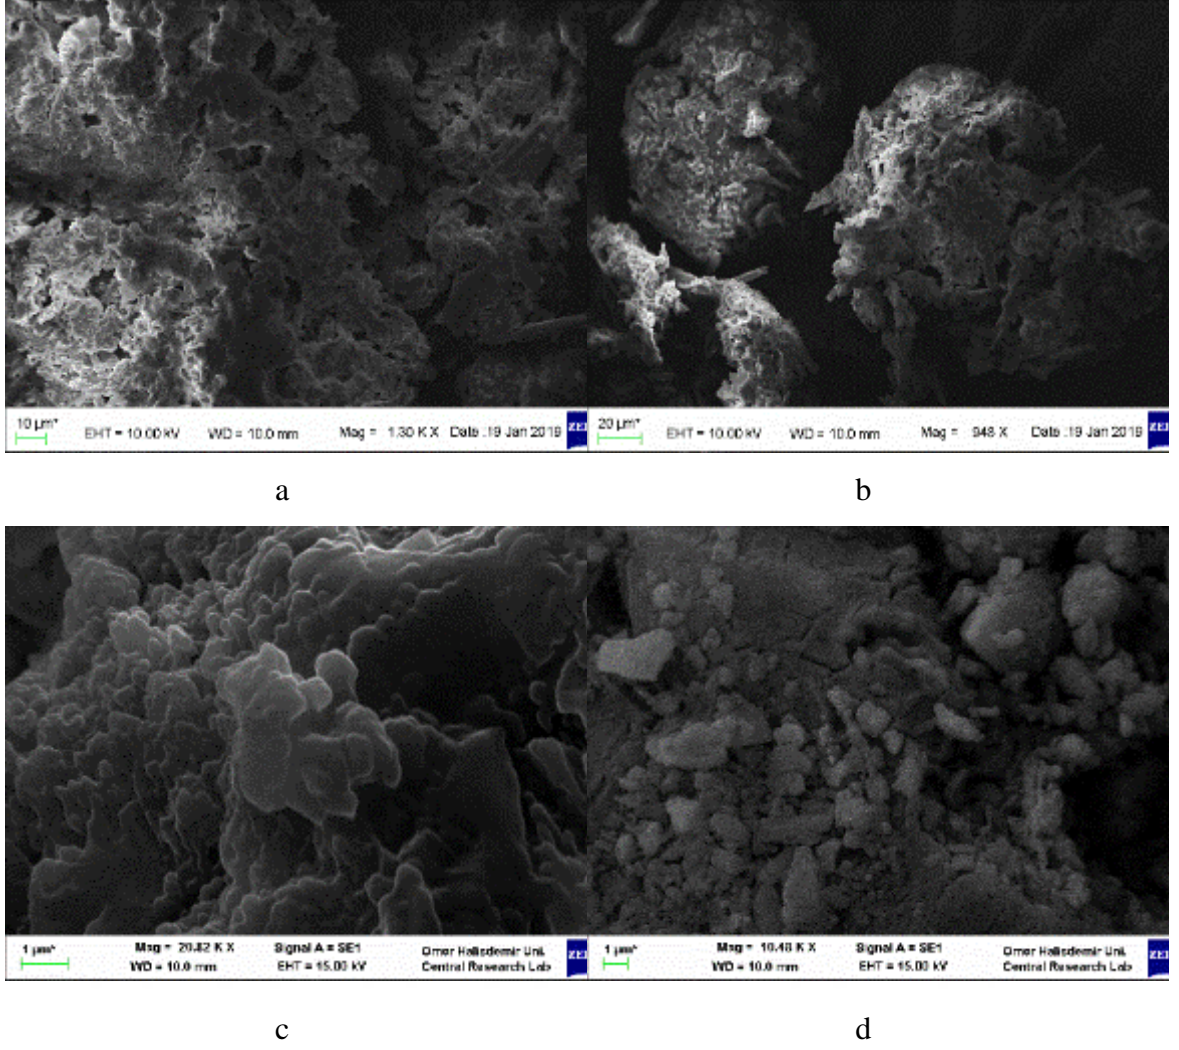 10 µm*
EHT = 10.00 kV WD = 10.0 mm Mag = 1.30 K X Date :19 Jan 2019
20 µm*
EHT = 10.00 kV WD = 10.0 mm Mag = 948 X Date :19 Jan 2019
a
b
1 µm*
Mag = 20.82 K X Signal A = SE1 Omer Halisdemir Uni.
WD = 10.0 mm EHT = 15.00 kV Central Research Lab
1 µm*
Mag = 10.48 K X Signal A = SE1 Omer Halisdemir Uni.
WD = 10.0 mm EHT = 15.00 kV Central Research Lab
c
d